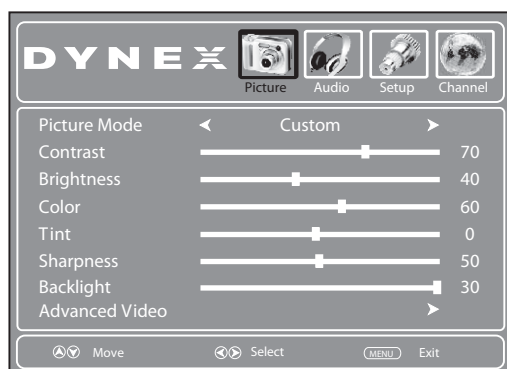 DYNEX
Picture Audio Setup Channel
Picture Mode Custom
Contrast 70
Brightness 40
Color 60
Tint 0
Sharpness 50
Backlight 30
Advanced Video
Move Select MENU Exit